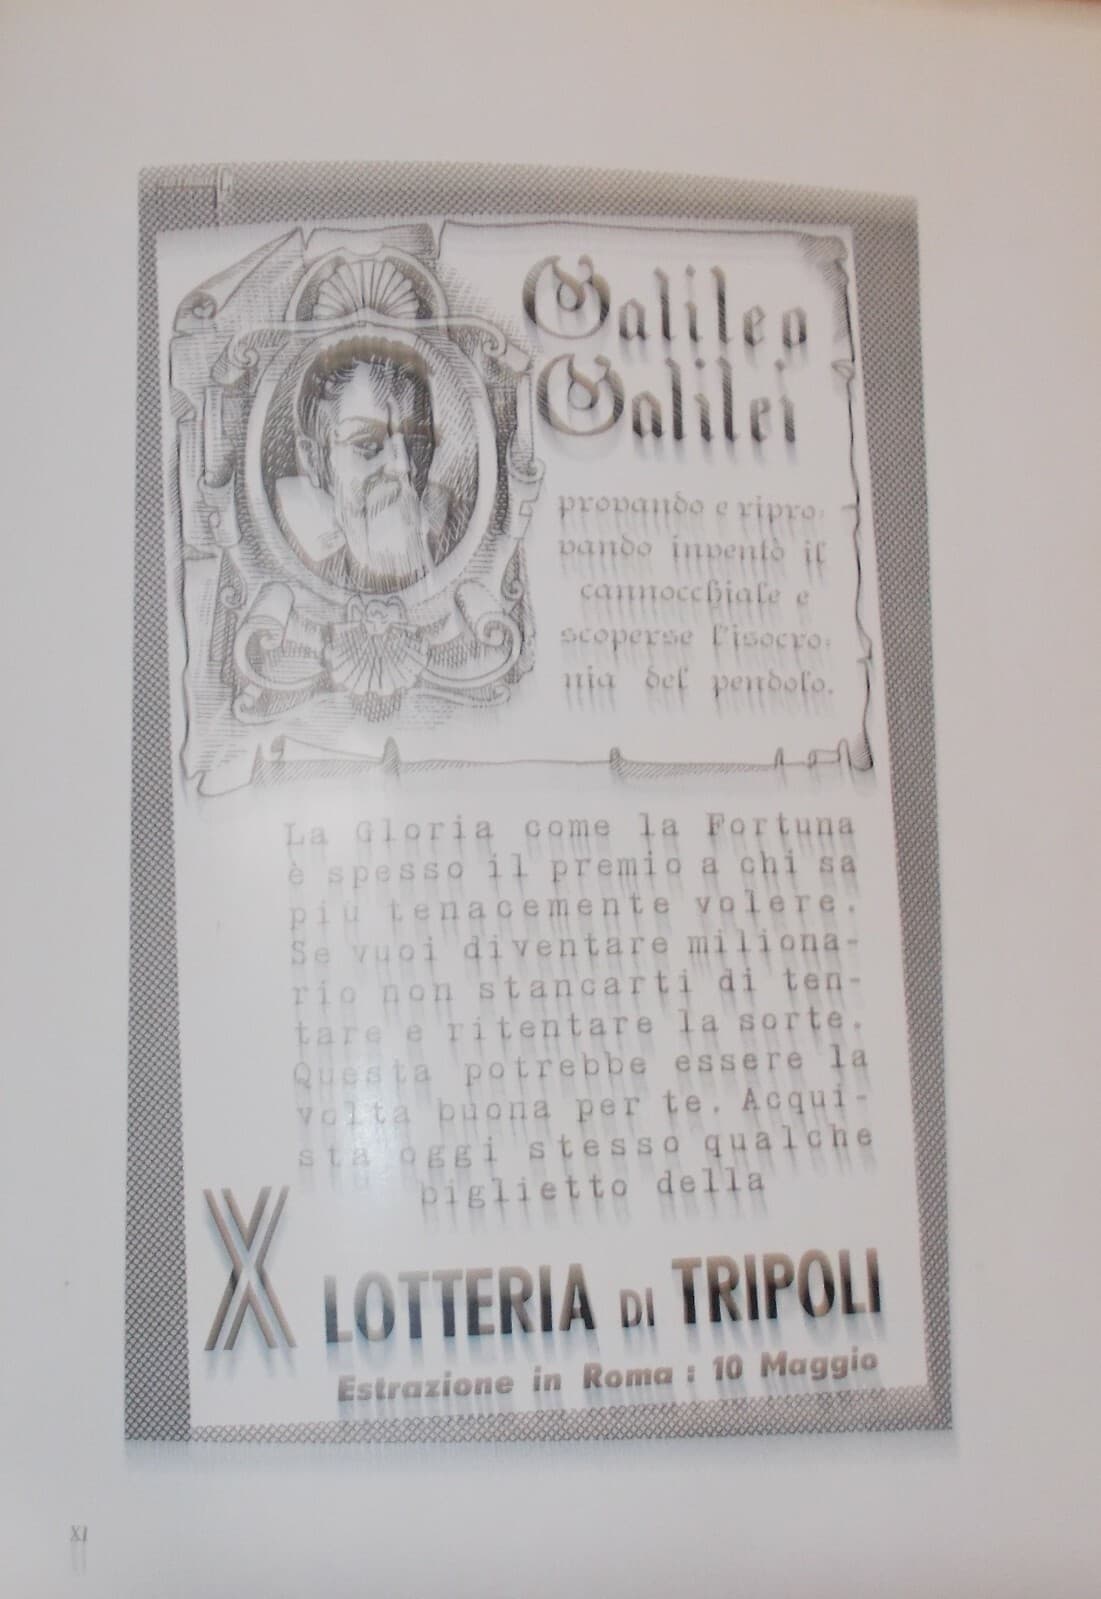 Galileo
Galilei
provando e ripro-
vando inventò il
cannocchiale e
scoperse l'isocro-
nia del pendolo.
La Gloria come la Fortuna
è spesso il premio a chi sa
più tenacemente volere.
Se vuoi diventare miliona-
rio non stancarti di ten-
tare e ritentare la sorte.
Questa potrebbe essere la
volta buona per te. Acqui-
sta oggi stesso qualche
biglietto della
X LOTTERIA DI TRIPOLI
Estrazione in Roma : 10 Maggio
XI